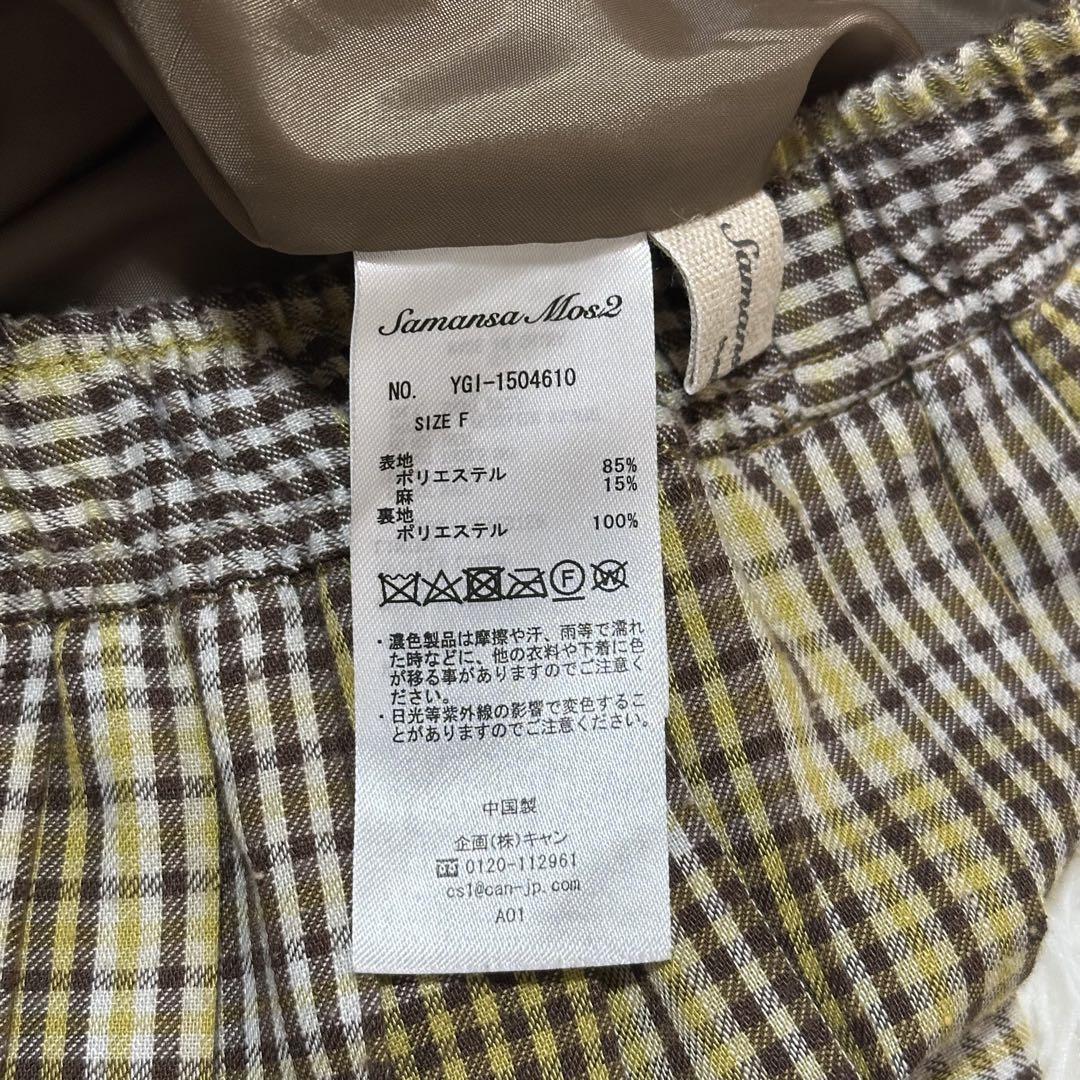 Samansa Mos2
NO. YGI-1504610
SIZE F
表地
ポリエステル 85%
麻 15%
裏地
ポリエステル 100%
F W
・濃色製品は摩擦や汗、雨等で濡れ
た時などに、他の衣料や下着に色
が移る事がありますのでご注意く
ださい。
・日光等紫外線の影響で変色するこ
とがありますのでご注意ください。
中国製
企画(株)キャン
0120-112961
cs1@can-jp.com
A01